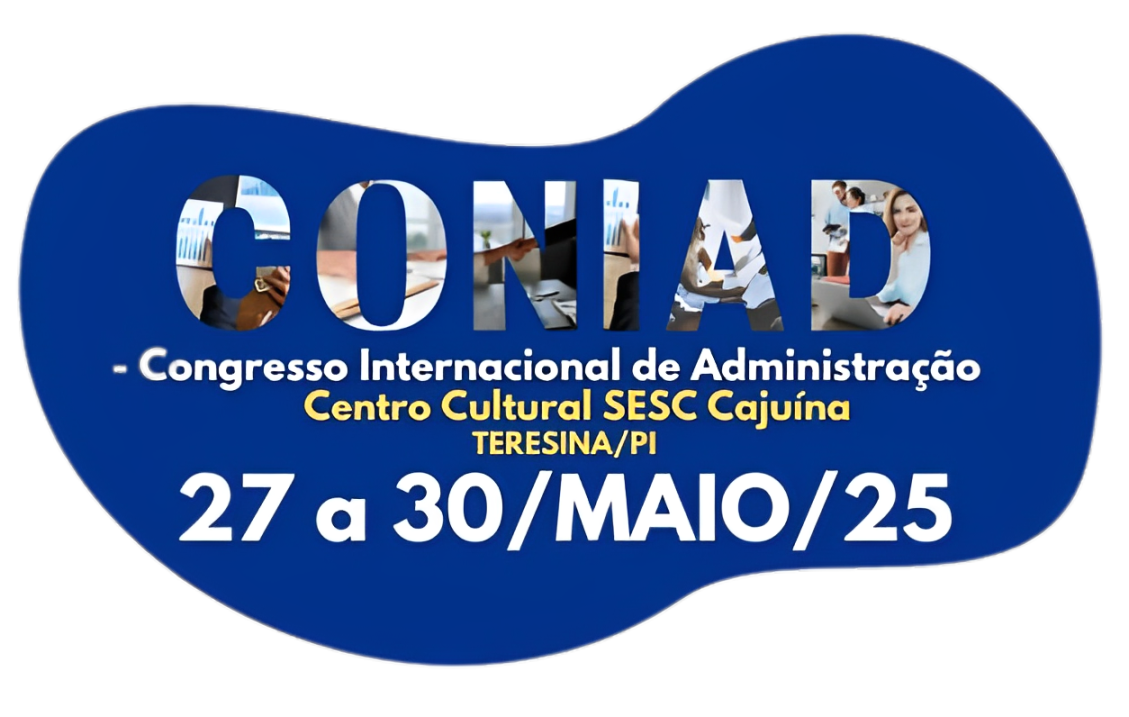 CONIAD
- Congresso Internacional de Administração
Centro Cultural SESC Cajuína
TERESINA/PI
27 a 30/MAIO/25